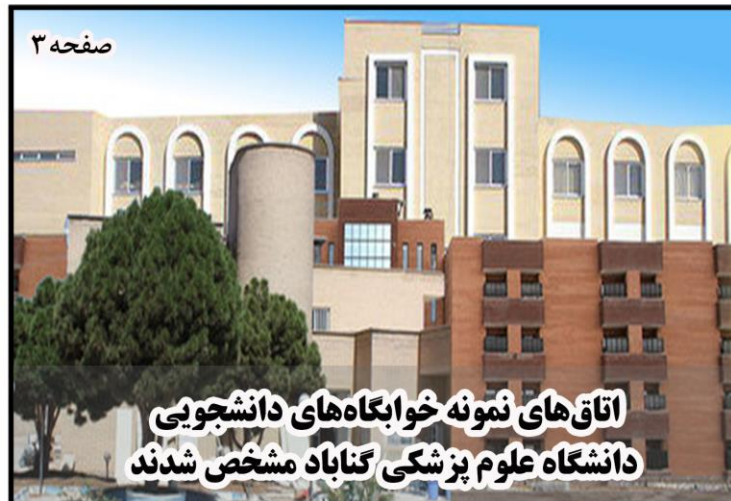 صفحه ۳
اتاق‌های نمونه خوابگاه‌های دانشجویی
دانشگاه علوم پزشکی گناباد مشخص شدند